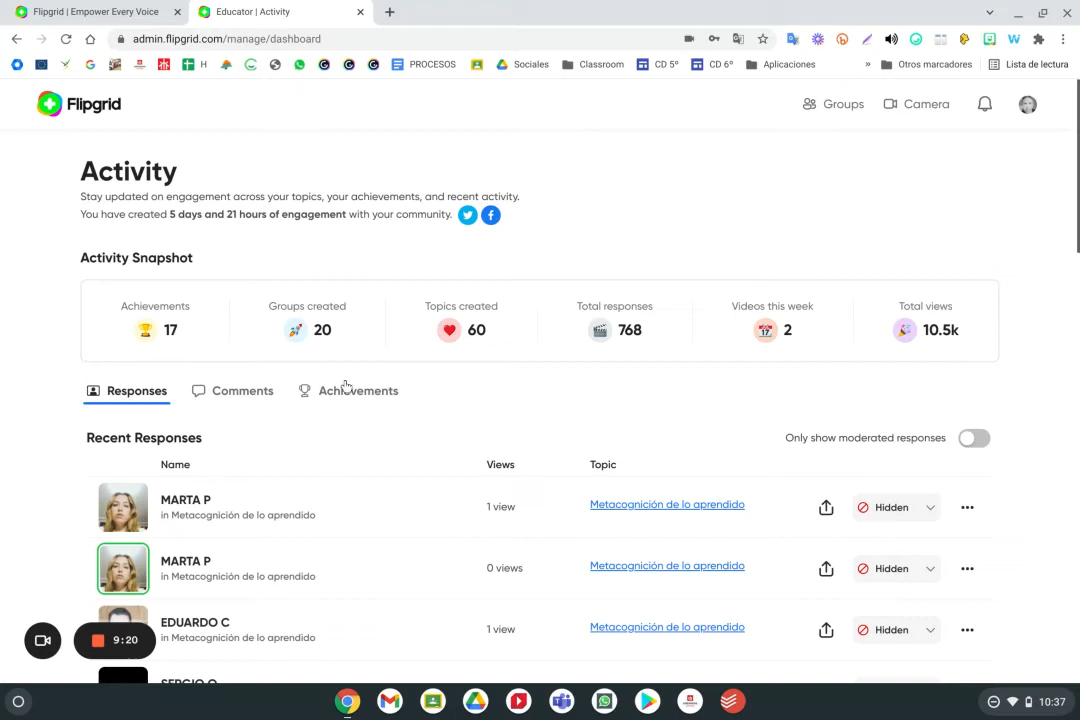 Flipgrid | Empower Every Voice
Educator | Activity
admin.flipgrid.com/manage/dashboard
H
PROCESOS
Sociales
Classroom
CD 5º
CD 6º
Aplicaciones
»
Otros marcadores
Lista de lectura
Flipgrid
Groups
Camera
Activity
Stay updated on engagement across your topics, your achievements, and recent activity.
You have created 5 days and 21 hours of engagement with your community.
Activity Snapshot
Achievements
17
Groups created
20
Topics created
60
Total responses
768
Videos this week
2
Total views
10.5k
Responses
Comments
Achievements
Recent Responses
Only show moderated responses
Name
Views
Topic
MARTA P
in Metacognición de lo aprendido
1 view
Metacognición de lo aprendido
Hidden
MARTA P
in Metacognición de lo aprendido
0 views
Metacognición de lo aprendido
Hidden
EDUARDO C
in Metacognición de lo aprendido
1 view
Metacognición de lo aprendido
Hidden
9:20
10:37